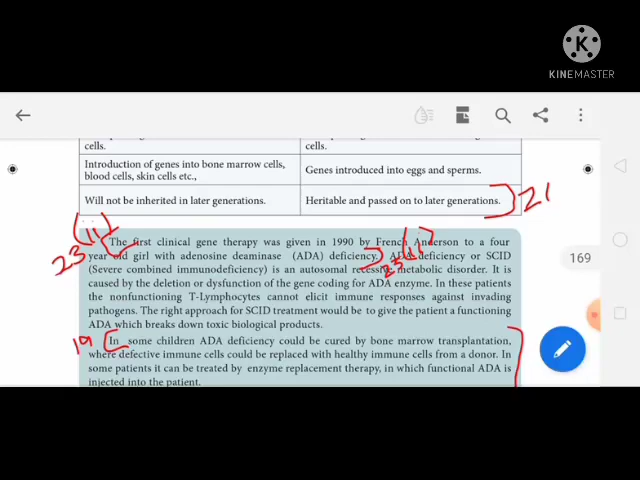 KINEMASTER
cells. cells.
Introduction of genes into bone marrow cells, blood cells, skin cells etc., Genes introduced into eggs and sperms.
Will not be inherited in later generations. Heritable and passed on to later generations. 21
23 (11) The first clinical gene therapy was given in 1990 by French Anderson to a four
year old girl with adenosine deaminase (ADA) deficiency. 23 (11) ADA deficiency or SCID
(Severe combined immunodeficiency) is an autosomal recessive metabolic disorder. It is
caused by the deletion or dysfunction of the gene coding for ADA enzyme. In these patients
the nonfunctioning T-Lymphocytes cannot elicit immune responses against invading
pathogens. The right approach for SCID treatment would be to give the patient a functioning
ADA which breaks down toxic biological products.
19 In some children ADA deficiency could be cured by bone marrow transplantation,
where defective immune cells could be replaced with healthy immune cells from a donor. In
some patients it can be treated by enzyme replacement therapy, in which functional ADA is
injected into the patient.
169